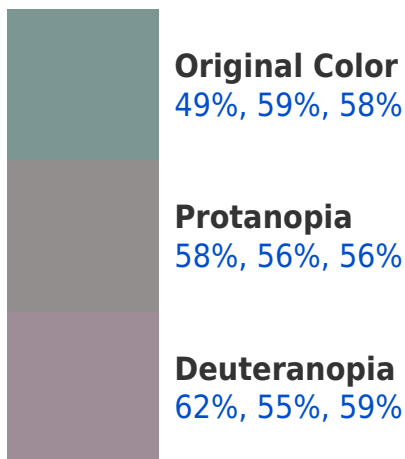 Original Color
49%, 59%, 58%
Protanopia
58%, 56%, 56%
Deuteranopia
62%, 55%, 59%